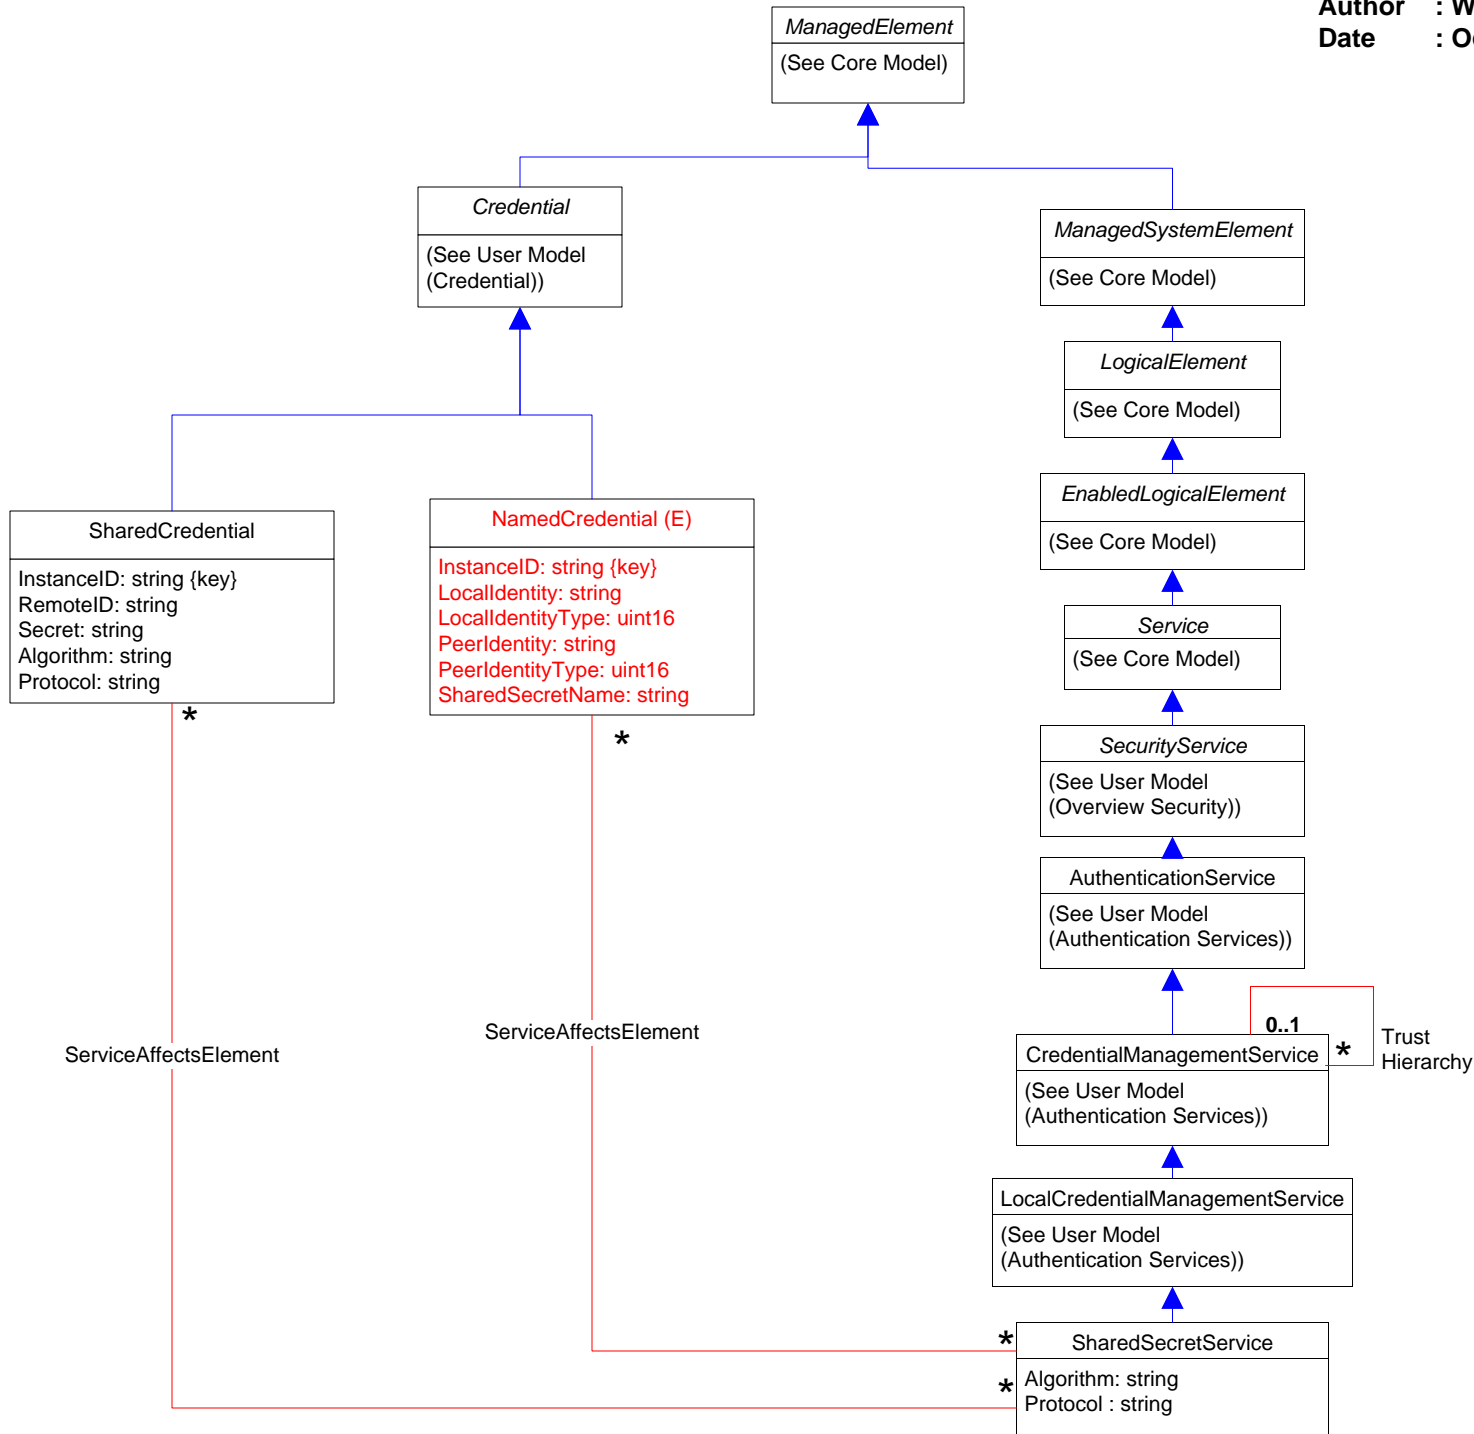 Author : W
Date : O
ManagedElement
(See Core Model)
Credential
(See User Model
(Credential))
ManagedSystemElement
(See Core Model)
LogicalElement
(See Core Model)
EnabledLogicalElement
(See Core Model)
SharedCredential
InstanceID: string {key}
RemoteID: string
Secret: string
Algorithm: string
Protocol: string
*
NamedCredential (E)
InstanceID: string {key}
LocalIdentity: string
LocalIdentityType: uint16
PeerIdentity: string
PeerIdentityType: uint16
SharedSecretName: string
*
Service
(See Core Model)
SecurityService
(See User Model
(Overview Security))
AuthenticationService
(See User Model
(Authentication Services))
ServiceAffectsElement
ServiceAffectsElement
0..1
*
Trust
Hierarchy
CredentialManagementService
(See User Model
(Authentication Services))
LocalCredentialManagementService
(See User Model
(Authentication Services))
*
*
SharedSecretService
Algorithm: string
Protocol : string